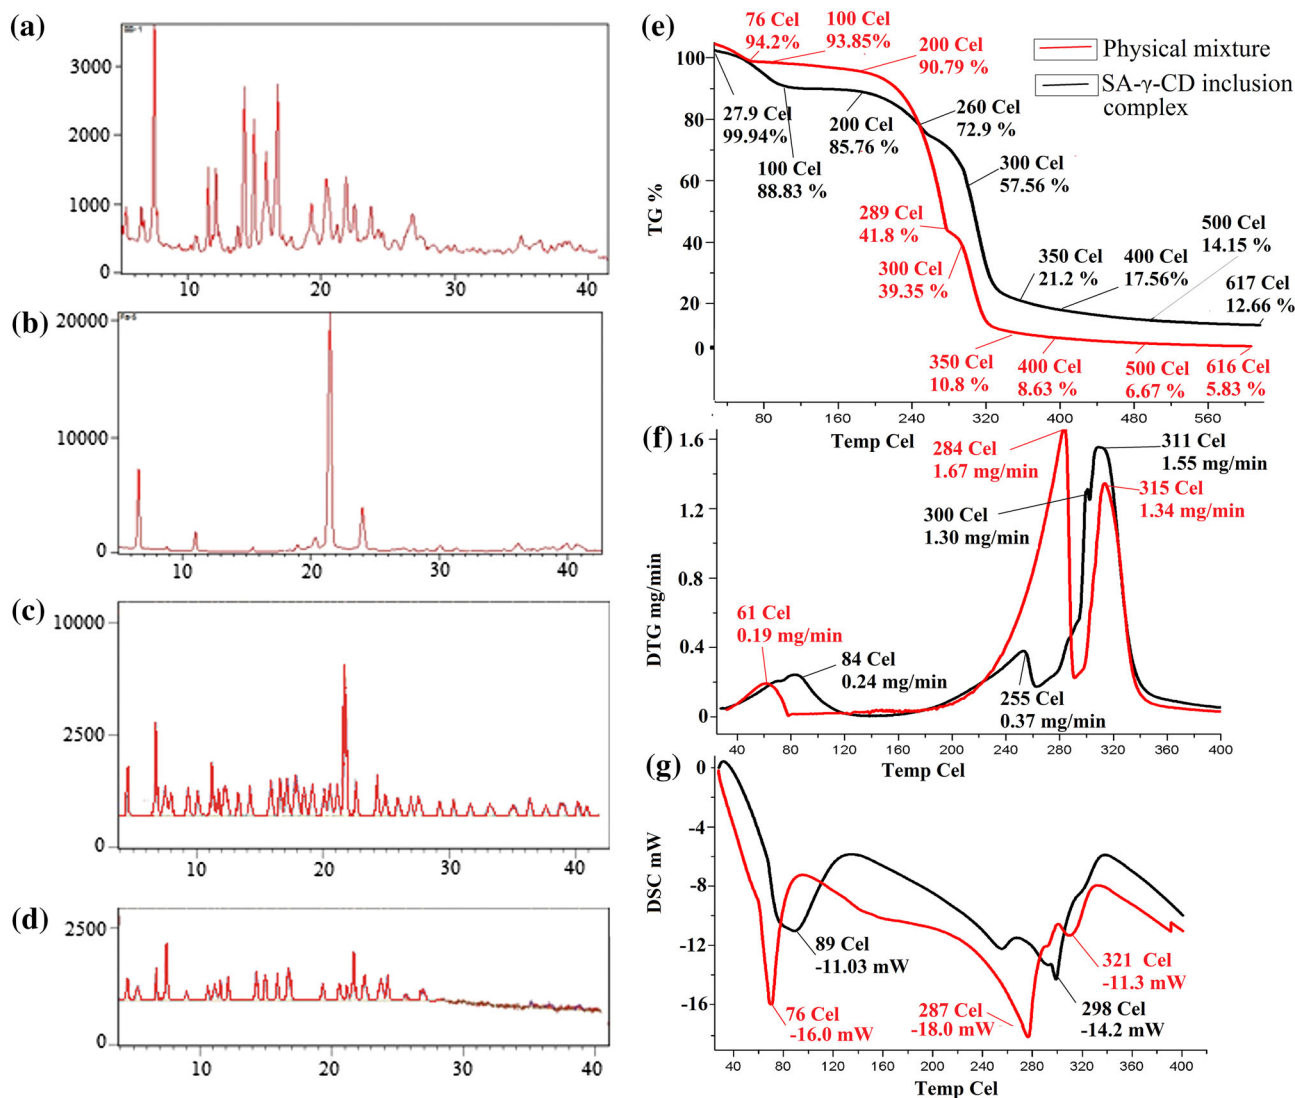 (a)
3000
2000
1000
0
10
20
30
40
(b)
20000
10000
0
10
20
30
40
(c)
10000
2500
0
10
20
30
40
(d)
2500
0
10
20
30
40
(e)
Physical mixture
SA-γ-CD inclusion
complex
76 Cel
94.2%
100 Cel
93.85%
200 Cel
90.79 %
27.9 Cel
99.94%
100 Cel
88.83 %
200 Cel
85.76 %
260 Cel
72.9 %
300 Cel
57.56 %
289 Cel
41.8 %
300 Cel
39.35 %
350 Cel
21.2 %
400 Cel
17.56%
500 Cel
14.15 %
617 Cel
12.66 %
350 Cel
10.8 %
400 Cel
8.63 %
500 Cel
6.67 %
616 Cel
5.83 %
TG %
100
80
60
40
20
0
80
160
240
320
400
480
560
Temp Cel
(f)
284 Cel
1.67 mg/min
311 Cel
1.55 mg/min
300 Cel
1.30 mg/min
315 Cel
1.34 mg/min
61 Cel
0.19 mg/min
84 Cel
0.24 mg/min
255 Cel
0.37 mg/min
DTG mg/min
1.6
1.2
0.8
0.4
0
40
80
120
160
200
240
280
320
360
400
Temp Cel
(g)
89 Cel
-11.03 mW
76 Cel
-16.0 mW
287 Cel
-18.0 mW
321 Cel
-11.3 mW
298 Cel
-14.2 mW
DSC mW
0
-4
-8
-12
-16
40
80
120
160
200
240
280
320
360
400
Temp Cel